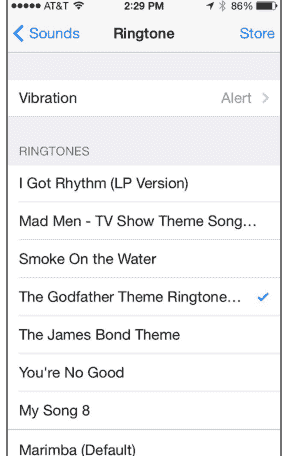 AT&T 2:29 PM 86%
Sounds Ringtone Store
Vibration Alert
RINGTONES
I Got Rhythm (LP Version)
Mad Men - TV Show Theme Song…
Smoke On the Water
The Godfather Theme Ringtone…
The James Bond Theme
You're No Good
My Song 8
Marimba (Default)